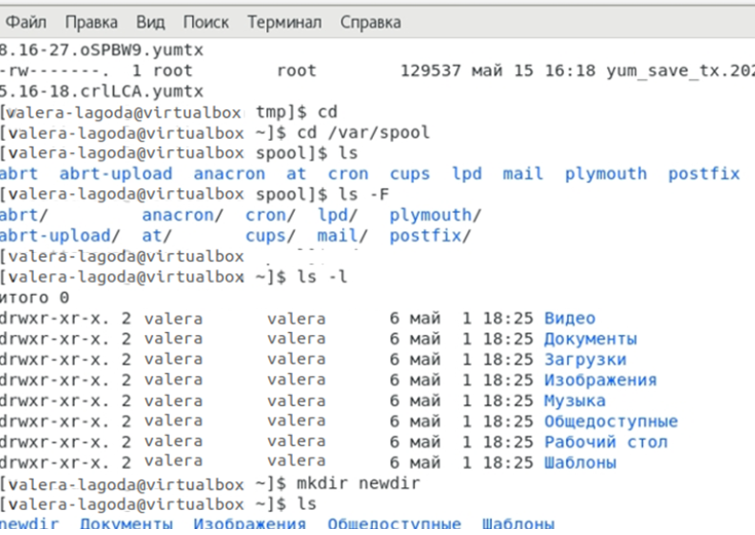 Файл Правка Вид Поиск Терминал Справка
8.16-27.oSPBW9.yumtx
-rw-------. 1 root root 129537 май 15 16:18 yum_save_tx.202
5.16-18.crlLCA.yumtx
[valera-lagoda@virtualbox tmp]$ cd
[valera-lagoda@virtualbox ~]$ cd /var/spool
[valera-lagoda@virtualbox spool]$ ls
abrt abrt-upload anacron at cron cups lpd mail plymouth postfix
[valera-lagoda@virtualbox spool]$ ls -F
abrt/ anacron/ cron/ lpd/ plymouth/
abrt-upload/ at/ cups/ mail/ postfix/
[valera-lagoda@virtualbox
[valera-lagoda@virtualbox ~]$ ls -l
итого 0
drwxr-xr-x. 2 valera valera 6 май 1 18:25 Видео
drwxr-xr-x. 2 valera valera 6 май 1 18:25 Документы
drwxr-xr-x. 2 valera valera 6 май 1 18:25 Загрузки
drwxr-xr-x. 2 valera valera 6 май 1 18:25 Изображения
drwxr-xr-x. 2 valera valera 6 май 1 18:25 Музыка
drwxr-xr-x. 2 valera valera 6 май 1 18:25 Общедоступные
drwxr-xr-x. 2 valera valera 6 май 1 18:25 Рабочий стол
drwxr-xr-x. 2 valera valera 6 май 1 18:25 Шаблоны
[valera-lagoda@virtualbox ~]$ mkdir newdir
[valera-lagoda@virtualbox ~]$ ls
newdir Документы Изображения Общедоступные Шаблоны